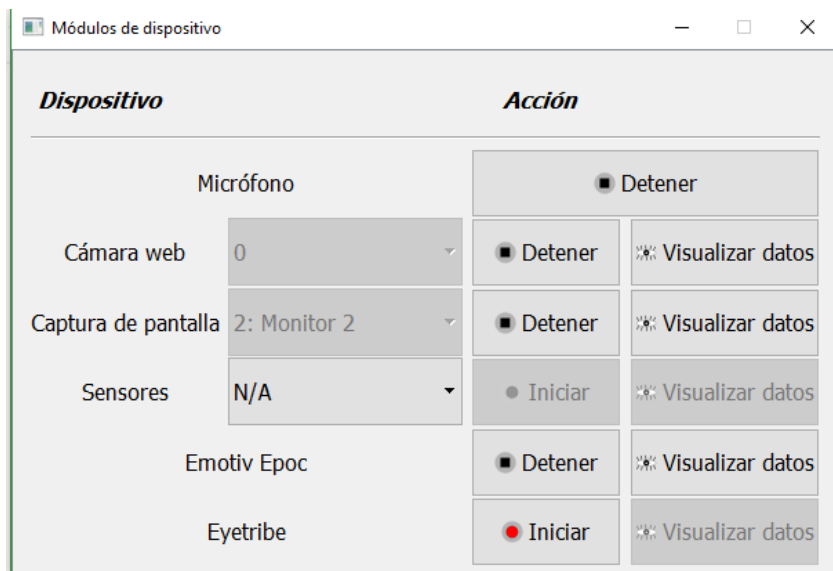 Módulos de dispositivo
Dispositivo Acción
Micrófono Detener
Cámara web 0 Detener Visualizar datos
Captura de pantalla 2: Monitor 2 Detener Visualizar datos
Sensores N/A Iniciar Visualizar datos
Emotiv Epoc Detener Visualizar datos
Eyetribe Iniciar Visualizar datos